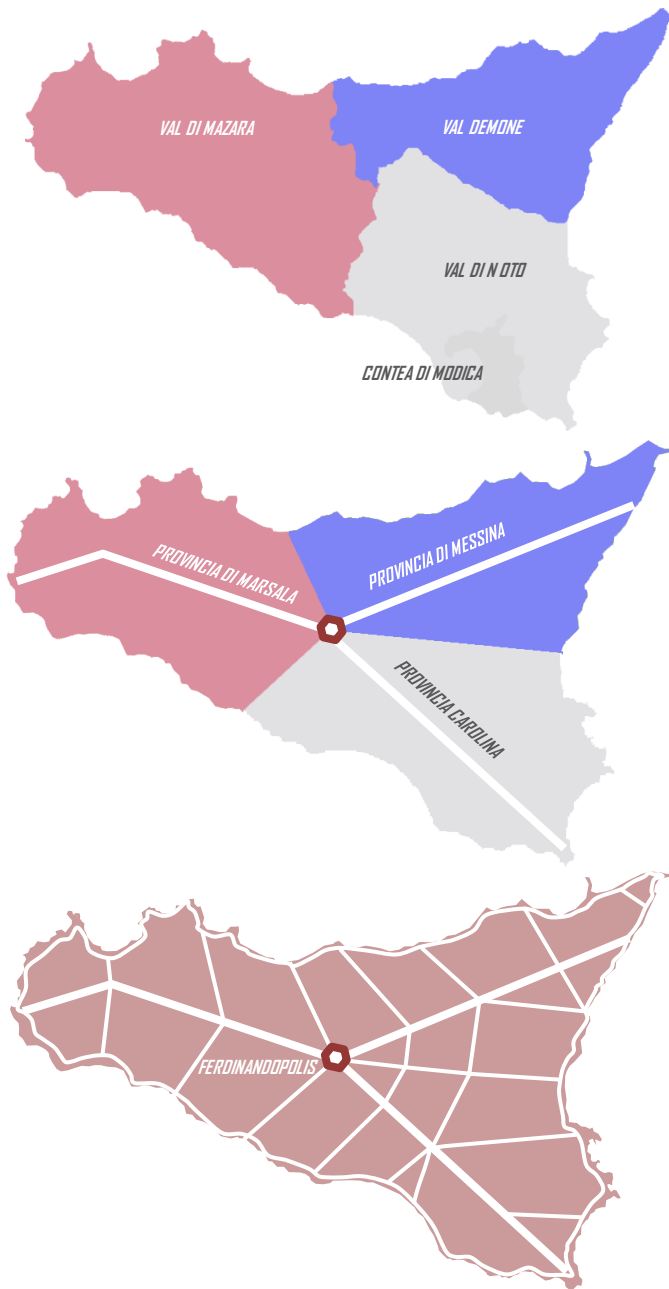 VAL DI MAZARA
VAL DEMONE
VAL DI N OTO
CONTEA DI MODICA
PROVINCIA DI MARSALA
PROVINCIA DI MESSINA
PROVINCIA CAROLINA
FERDINANDOPOLIS